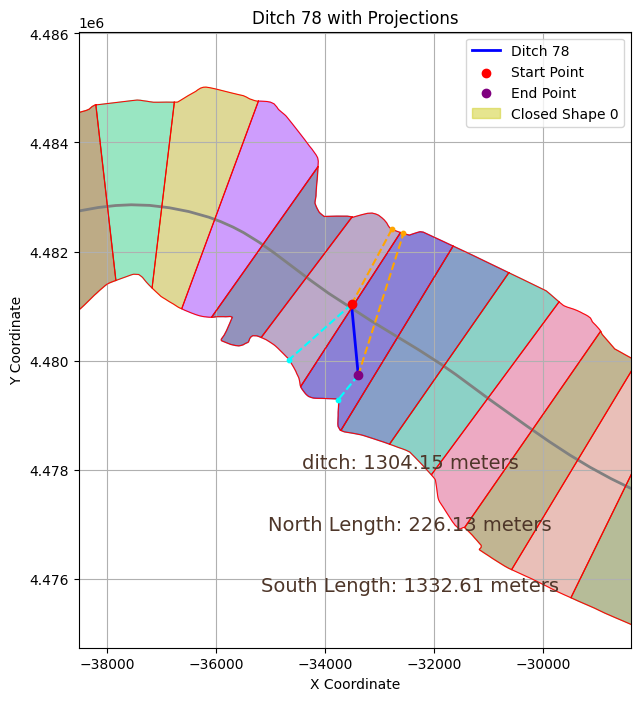 Ditch 78 with Projections
1e6
Ditch 78
Start Point
End Point
Closed Shape 0
4.486
4.484
4.482
4.480
4.478
4.476
Y Coordinate
ditch: 1304.15 meters
North Length: 226.13 meters
South Length: 1332.61 meters
−38000 −36000 −34000 −32000 −30000
X Coordinate